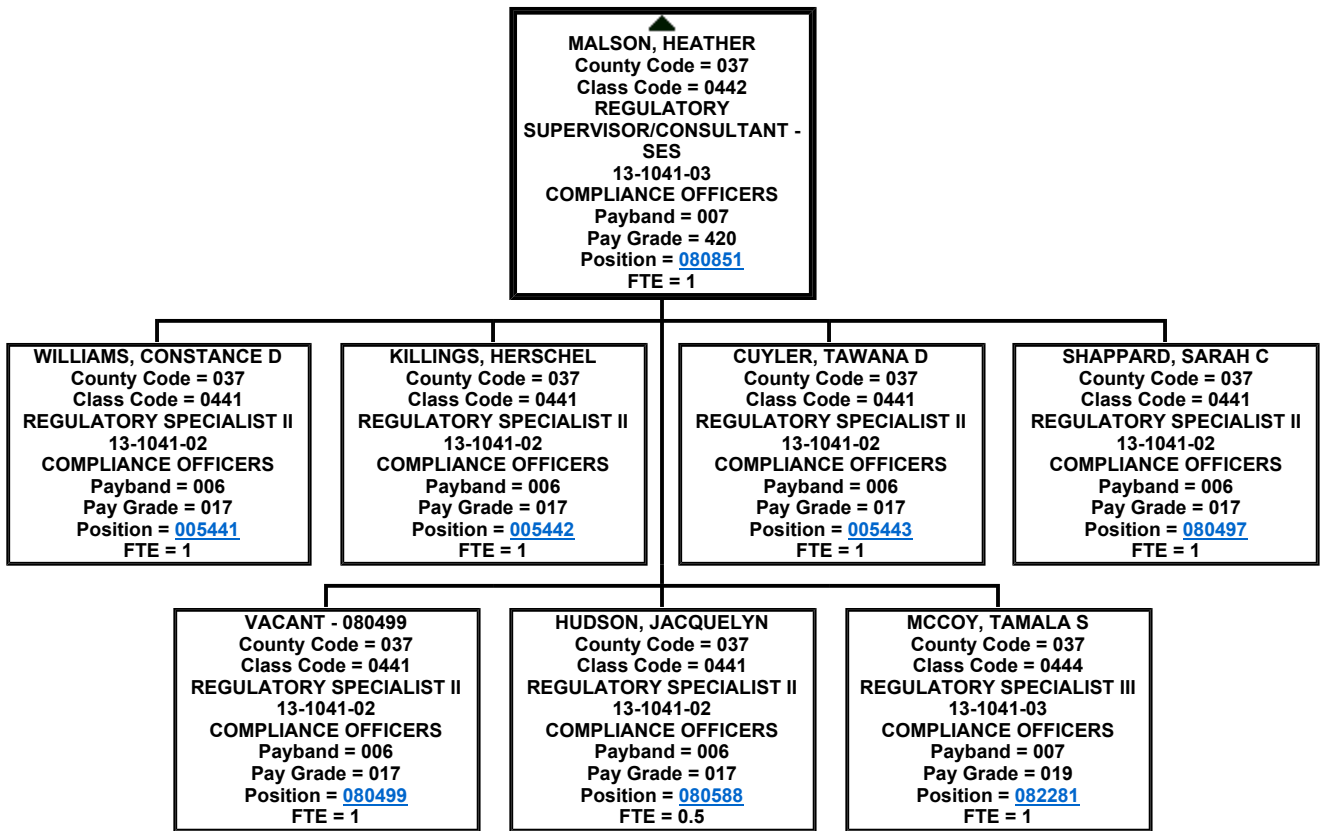 MALSON, HEATHER
County Code = 037
Class Code = 0442
REGULATORY
SUPERVISOR/CONSULTANT -
SES
13-1041-03
COMPLIANCE OFFICERS
Payband = 007
Pay Grade = 420
Position = 080851
FTE = 1
WILLIAMS, CONSTANCE D
County Code = 037
Class Code = 0441
REGULATORY SPECIALIST II
13-1041-02
COMPLIANCE OFFICERS
Payband = 006
Pay Grade = 017
Position = 005441
FTE = 1
KILLINGS, HERSCHEL
County Code = 037
Class Code = 0441
REGULATORY SPECIALIST II
13-1041-02
COMPLIANCE OFFICERS
Payband = 006
Pay Grade = 017
Position = 005442
FTE = 1
CUYLER, TAWANA D
County Code = 037
Class Code = 0441
REGULATORY SPECIALIST II
13-1041-02
COMPLIANCE OFFICERS
Payband = 006
Pay Grade = 017
Position = 005443
FTE = 1
SHAPPARD, SARAH C
County Code = 037
Class Code = 0441
REGULATORY SPECIALIST II
13-1041-02
COMPLIANCE OFFICERS
Payband = 006
Pay Grade = 017
Position = 080497
FTE = 1
VACANT - 080499
County Code = 037
Class Code = 0441
REGULATORY SPECIALIST II
13-1041-02
COMPLIANCE OFFICERS
Payband = 006
Pay Grade = 017
Position = 080499
FTE = 1
HUDSON, JACQUELYN
County Code = 037
Class Code = 0441
REGULATORY SPECIALIST II
13-1041-02
COMPLIANCE OFFICERS
Payband = 006
Pay Grade = 017
Position = 080588
FTE = 0.5
MCCOY, TAMALA S
County Code = 037
Class Code = 0444
REGULATORY SPECIALIST III
13-1041-03
COMPLIANCE OFFICERS
Payband = 007
Pay Grade = 019
Position = 082281
FTE = 1